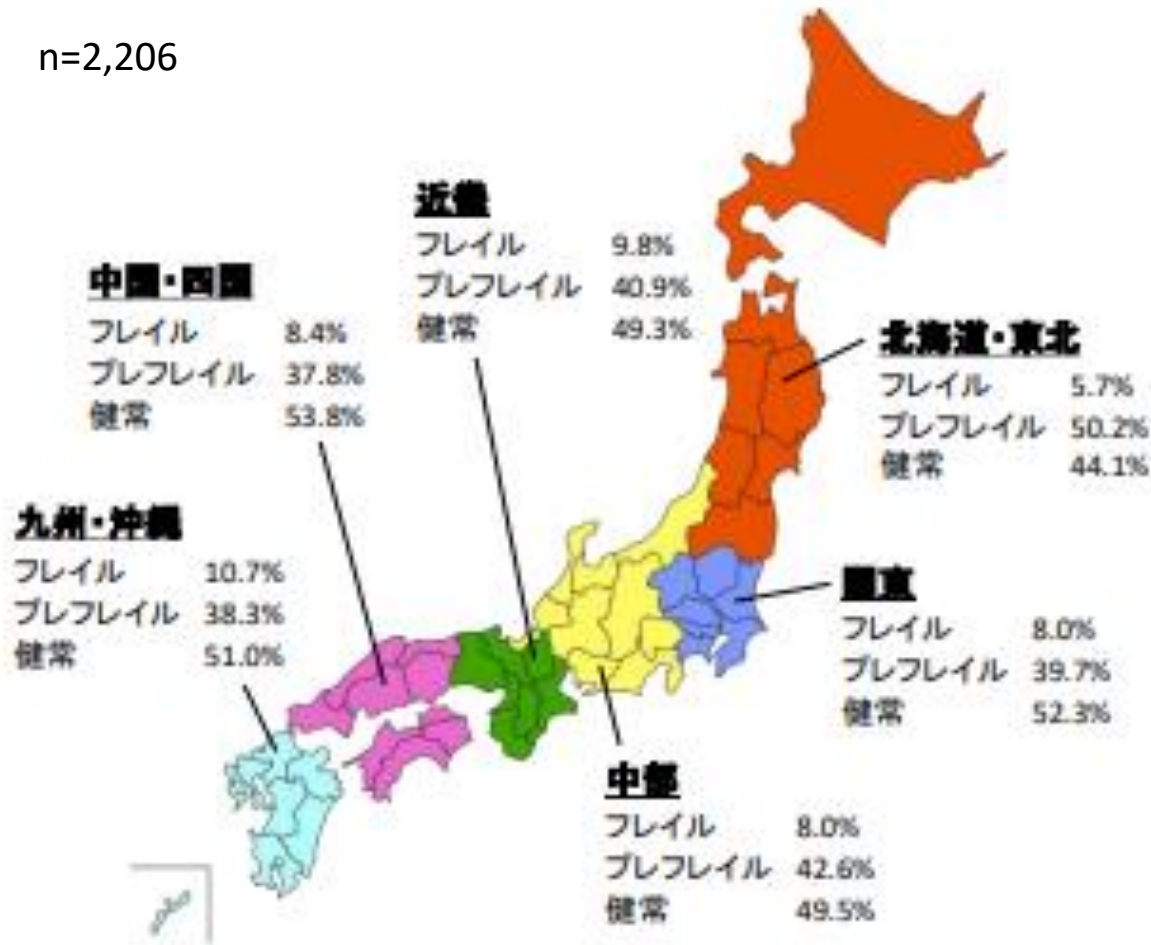 n=2,206
近畿
フレイル 9.8%
プレフレイル 40.9%
健常 49.3%
中国・四国
フレイル 8.4%
プレフレイル 37.8%
健常 53.8%
北海道・東北
フレイル 5.7%
プレフレイル 50.2%
健常 44.1%
九州・沖縄
フレイル 10.7%
プレフレイル 38.3%
健常 51.0%
関東
フレイル 8.0%
プレフレイル 39.7%
健常 52.3%
中部
フレイル 8.0%
プレフレイル 42.6%
健常 49.5%